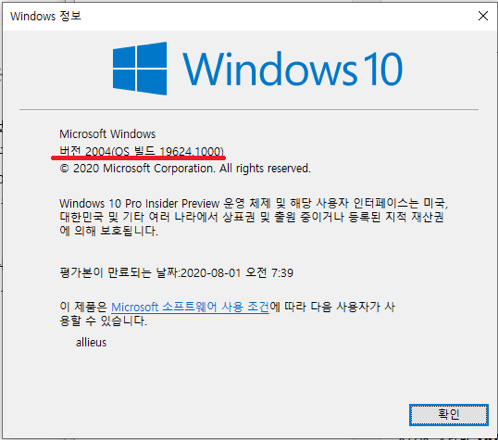 Windows 정보
Windows 10
Microsoft Windows
버전 2004(OS 빌드 19624.1000)
© 2020 Microsoft Corporation. All rights reserved.
Windows 10 Pro Insider Preview 운영 체제 및 해당 사용자 인터페이스는 미국,
대한민국 및 기타 여러 나라에서 상표권 및 출원 중이거나 등록된 지적 재산권
에 의해 보호됩니다.
평가본이 만료되는 날짜:2020-08-01 오전 7:39
이 제품은 Microsoft 소프트웨어 사용 조건에 따라 다음 사용자가 사
용할 수 있습니다.
allieus
확인